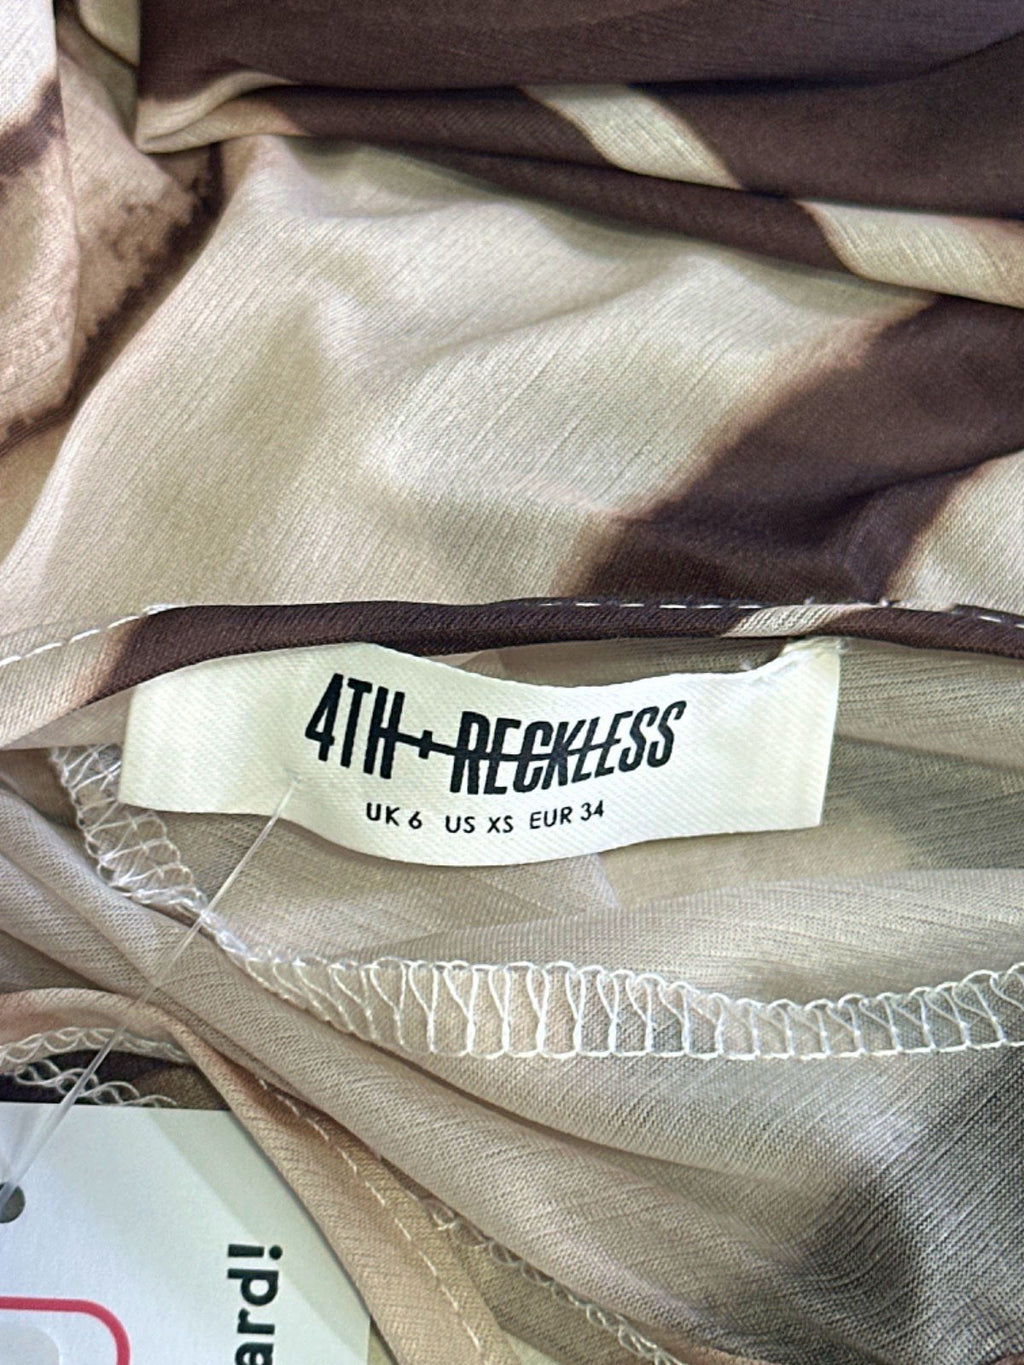 4TH + RECKLESS
UK 6 US XS EUR 34
ard!